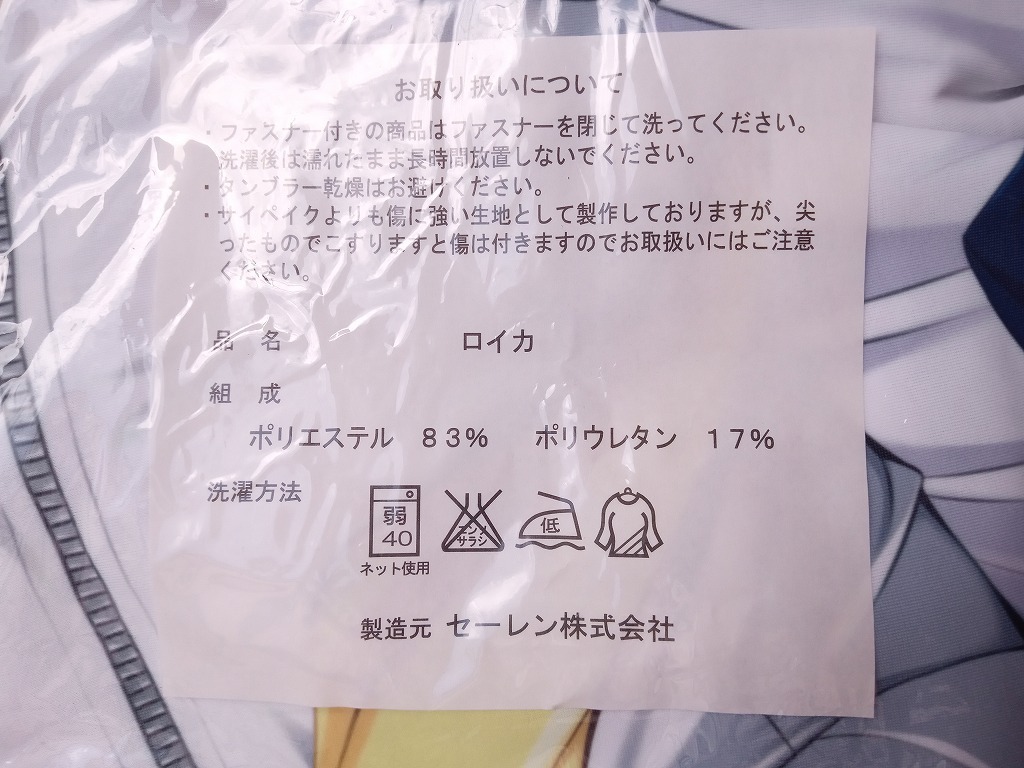 お取り扱いについて
・ファスナー付きの商品はファスナーを閉じて洗ってください。
洗濯後は濡れたまま長時間放置しないでください。
・タンブラー乾燥はお避けください。
・サイペイクよりも傷に強い生地として製作しておりますが、尖
ったものでこすりますと傷は付きますのでお取扱いにはご注意
ください。
品 名 ロイカ
組 成
ポリエステル 83% ポリウレタン 17%
洗濯方法
弱
40
エンソ
サラシ
低
ネット使用
製造元 セーレン株式会社